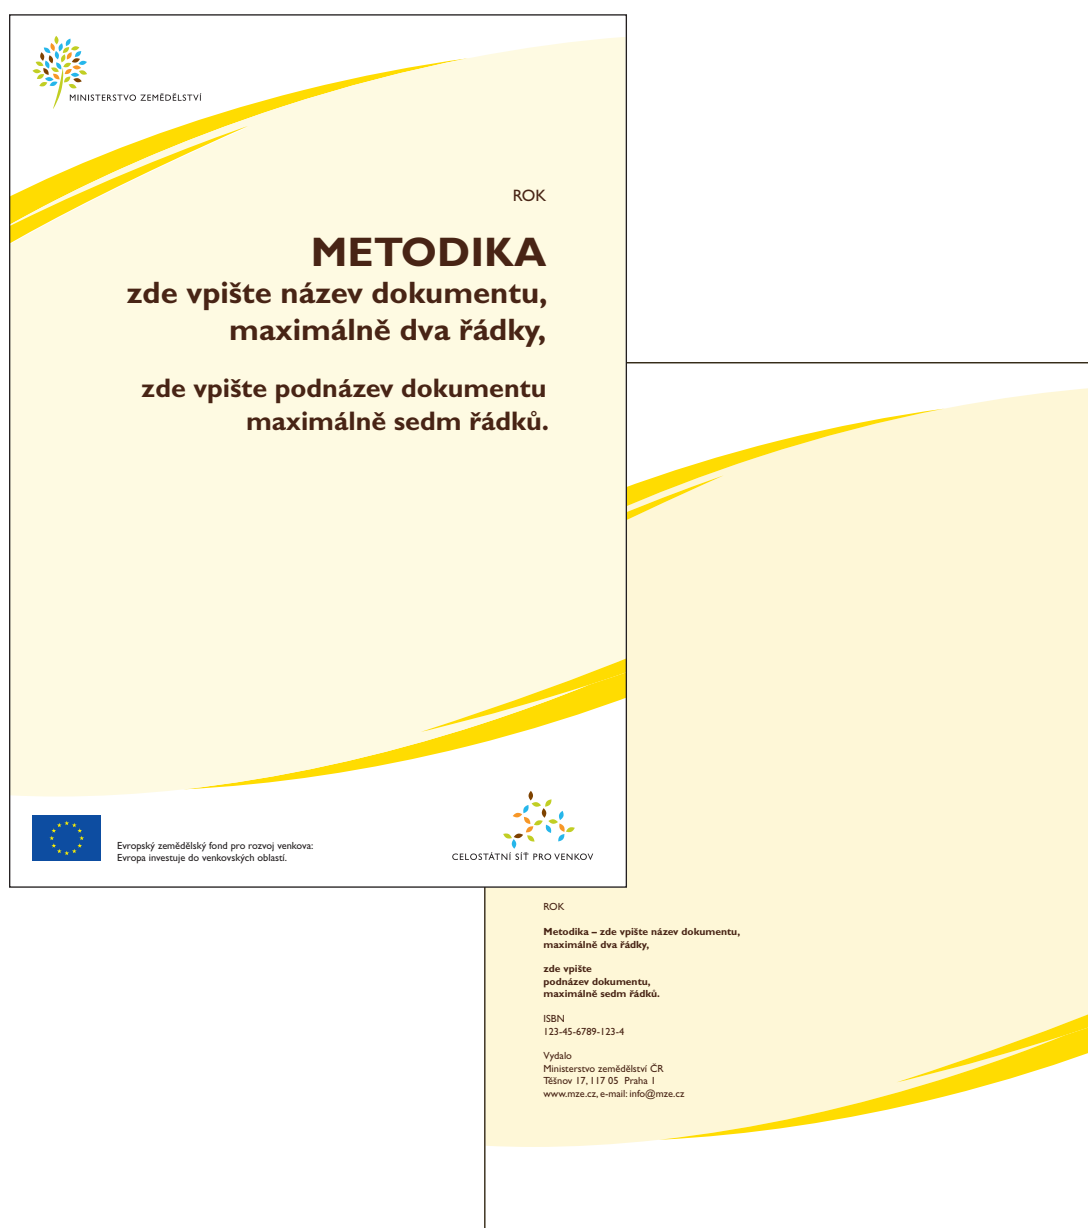 MINISTERSTVO ZEMĚDĚLSTVÍ
ROK
METODIKA
zde vpište název dokumentu,
maximálně dva řádky,
zde vpište podnázev dokumentu
maximálně sedm řádků.
Evropský zemědělský fond pro rozvoj venkova:
Evropa investuje do venkovských oblastí.
CELOSTÁTNÍ SÍŤ PRO VENKOV
ROK
Metodika – zde vpište název dokumentu,
maximálně dva řádky,
zde vpište
podnázev dokumentu,
maximálně sedm řádků.
ISBN
123-45-6789-123-4
Vydalo
Ministerstvo zemědělství ČR
Těšnov 17, 117 05 Praha 1
www.mze.cz, e-mail: info@mze.cz